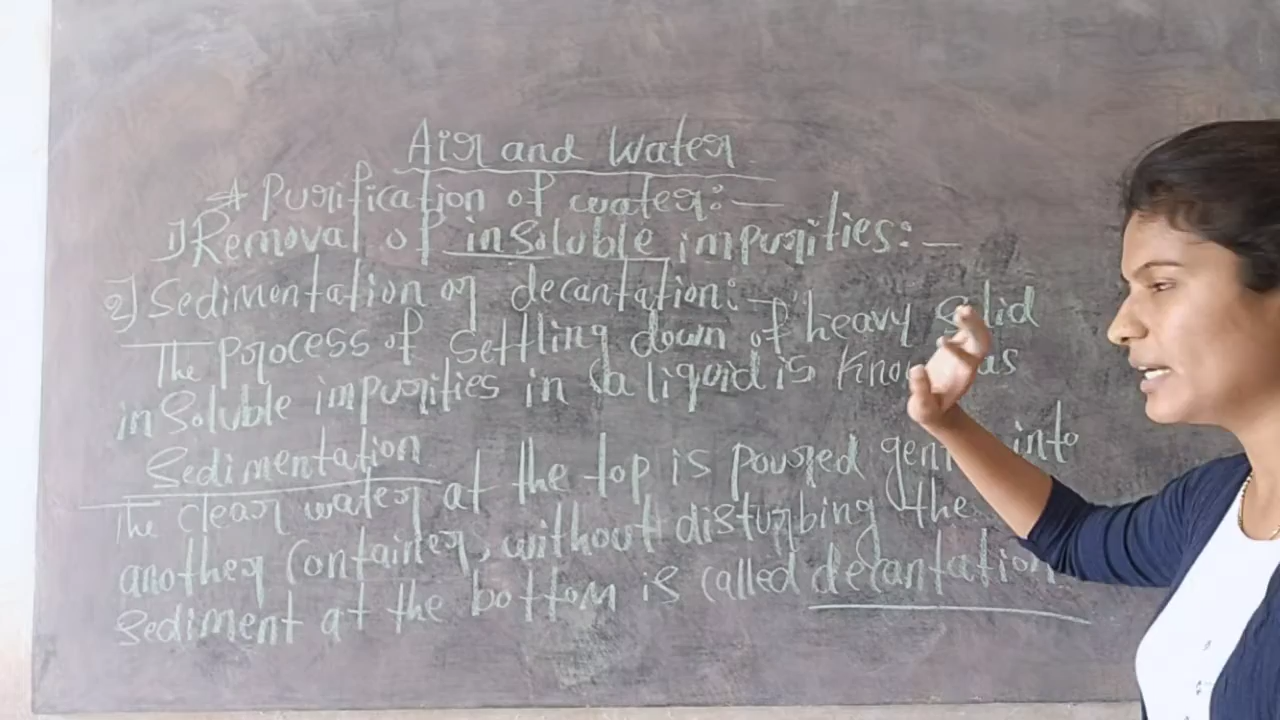 Air and Water
* Purification of water:—
1) Removal of insoluble impurities:—
a) Sedimentation or decantation:—
The process of settling down of heavy solid
insoluble impurities in a liquid is as
Sedimentation
The clear water at the top is poured into
another container, without disturbing the
Sediment at the bottom is called decantation